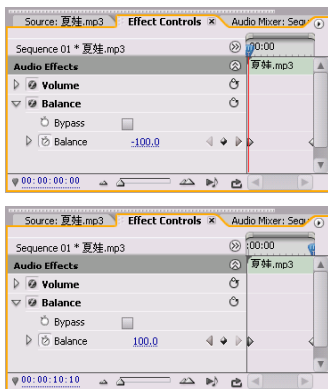 Source: 夏娃.mp3 Effect Controls Audio Mixer: Sequ
Sequence 01 * 夏娃.mp3 00:00
Audio Effects 夏娃.mp3
Volume
Balance
Bypass
Balance -100.0
00:00:00:00
Source: 夏娃.mp3 Effect Controls Audio Mixer: Sequ
Sequence 01 * 夏娃.mp3 :00:00
Audio Effects 夏娃.mp3
Volume
Balance
Bypass
Balance 100.0
00:00:10:10